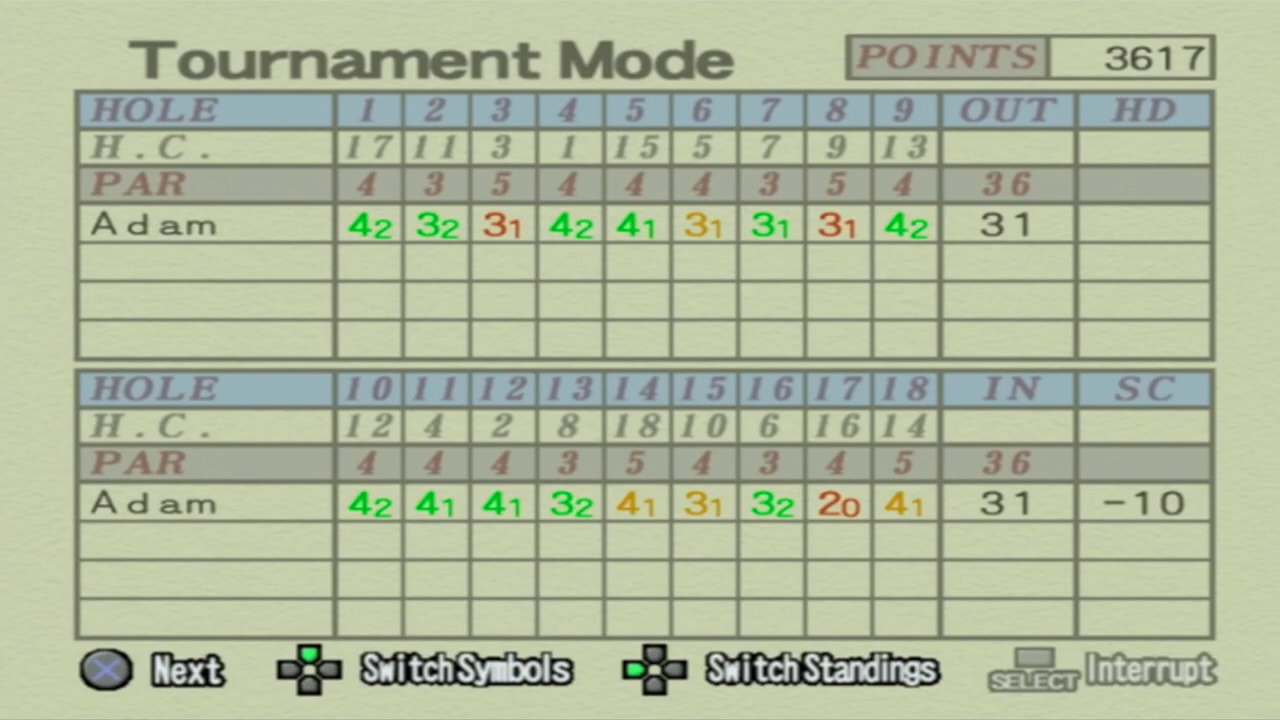 Tournament Mode POINTS 3617
HOLE 1 2 3 4 5 6 7 8 9 OUT HD
H.C. 17 11 3 1 15 5 7 9 13
PAR 4 3 5 4 4 4 3 5 4 36
Adam 42 32 31 42 41 31 31 31 42 31
HOLE 10 11 12 13 14 15 16 17 18 IN SC
H.C. 12 4 2 8 18 10 6 16 14
PAR 4 4 4 3 5 4 3 4 5 36
Adam 42 41 41 32 41 31 32 20 41 31 -10
Next Switch Symbols Switch Standings SELECT Interrupt